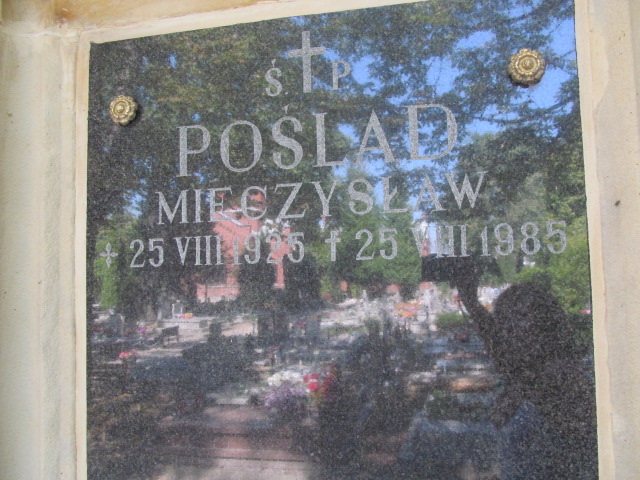 Ś P
POŚLAD
MIECZYSŁAW
25 VIII 1925 25 VIII 1985